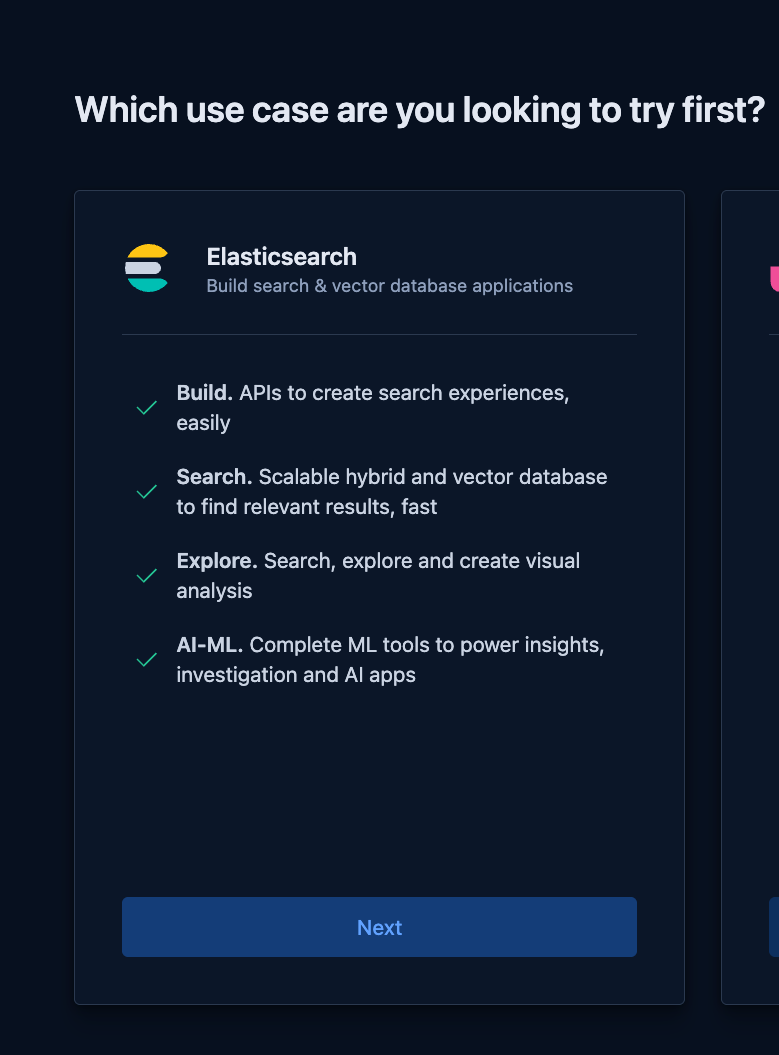 Which use case are you looking to try first?
Elasticsearch
Build search & vector database applications
Build. APIs to create search experiences,
easily
Search. Scalable hybrid and vector database
to find relevant results, fast
Explore. Search, explore and create visual
analysis
AI-ML. Complete ML tools to power insights,
investigation and AI apps
Next